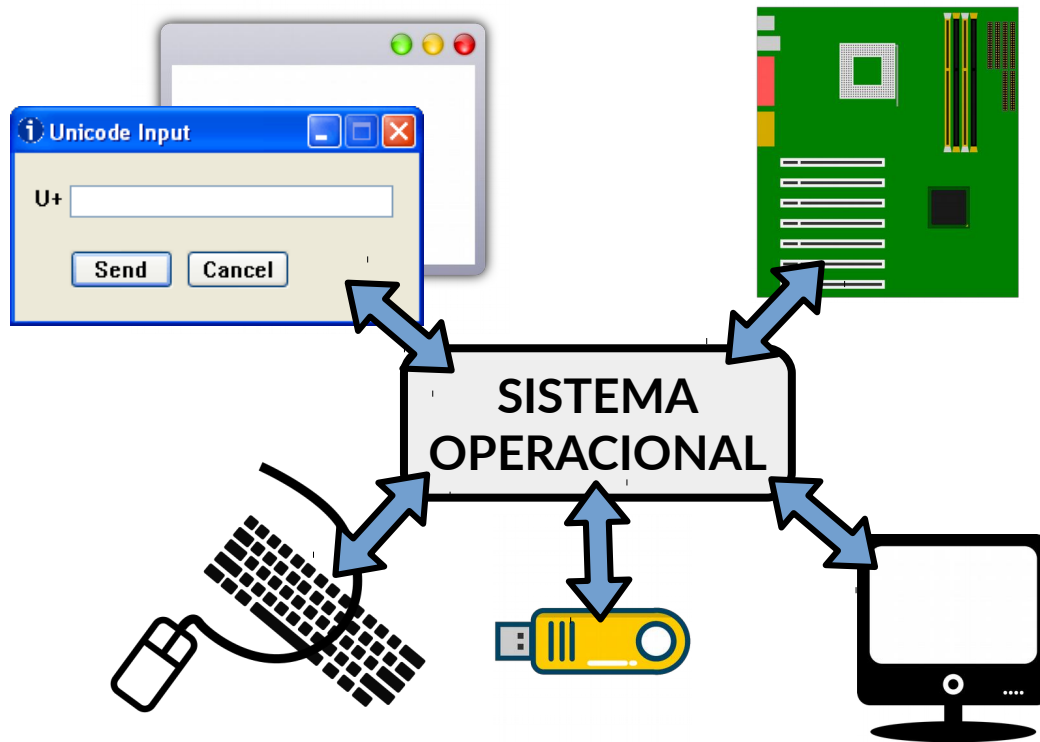 Unicode Input
U+
Send Cancel
SISTEMA
OPERACIONAL